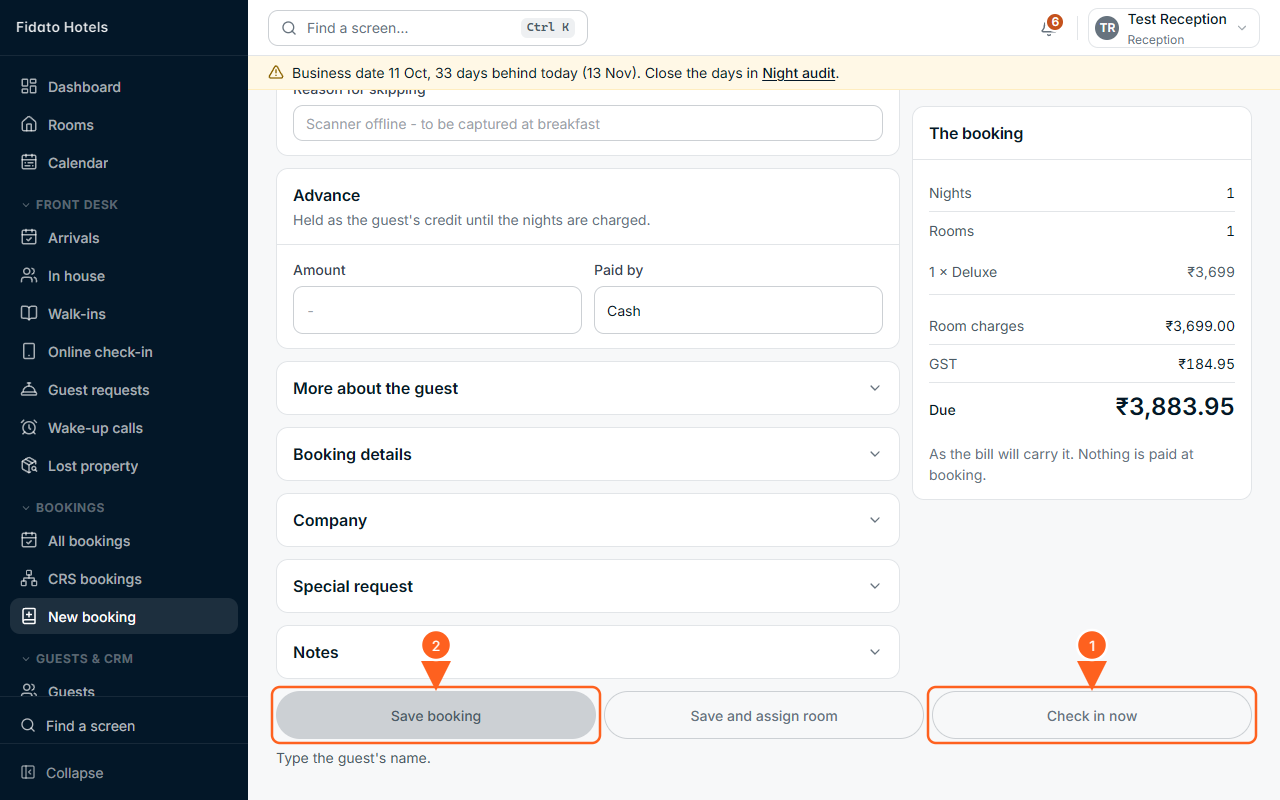 Fidato Hotels
Find a screen...
Ctrl K
6
TR
Test Reception
Reception
Business date 11 Oct, 33 days behind today (13 Nov). Close the days in Night audit.
Dashboard
Rooms
Calendar
FRONT DESK
Arrivals
In house
Walk-ins
Online check-in
Guest requests
Wake-up calls
Lost property
BOOKINGS
All bookings
CRS bookings
New booking
GUESTS & CRM
Guests
Find a screen
Collapse
Reason for skipping
Scanner offline - to be captured at breakfast
Advance
Held as the guest's credit until the nights are charged.
Amount
Paid by
-
Cash
More about the guest
Booking details
Company
Special request
Notes
2
1
Save booking
Save and assign room
Check in now
Type the guest's name.
The booking
Nights 1
Rooms 1
1 × Deluxe ₹3,699
Room charges ₹3,699.00
GST ₹184.95
Due ₹3,883.95
As the bill will carry it. Nothing is paid at
booking.